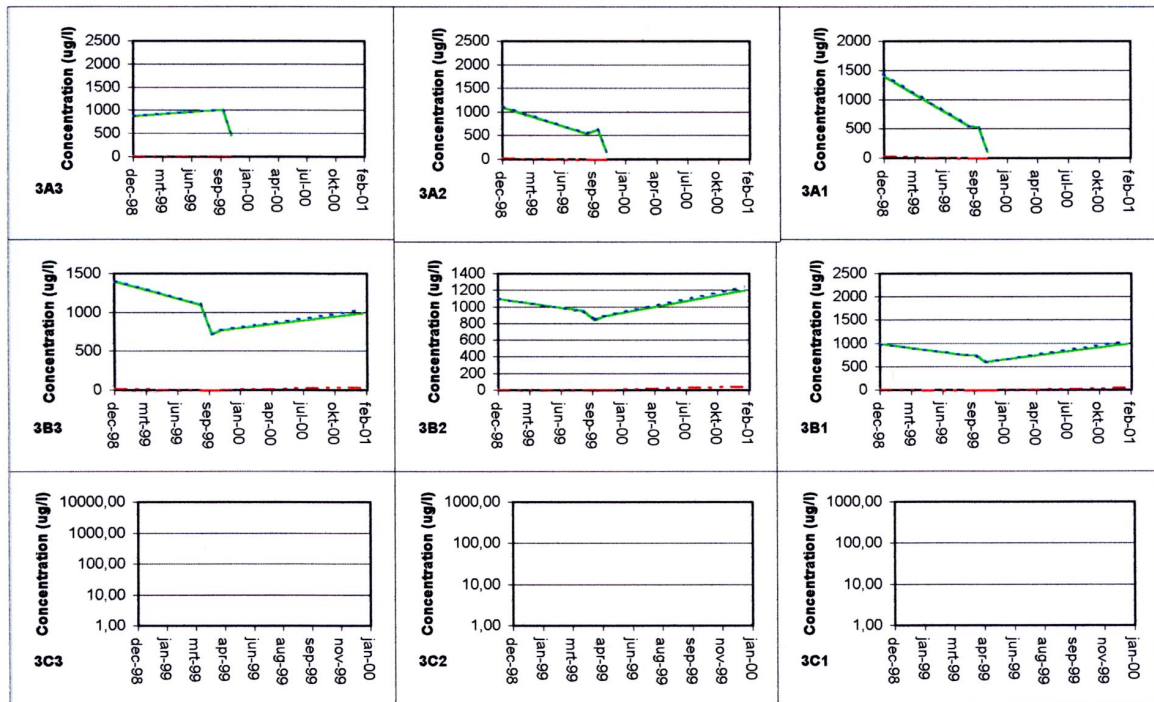 Concentration (ug/l)
2500
2000
1500
1000
500
0
dec-98
mrt-99
jun-99
sep-99
jan-00
apr-00
jul-00
okt-00
feb-01
3A3
Concentration (ug/l)
2500
2000
1500
1000
500
0
dec-98
mrt-99
jun-99
sep-99
jan-00
apr-00
jul-00
okt-00
feb-01
3A2
Concentration (ug/l)
2000
1500
1000
500
0
dec-98
mrt-99
jun-99
sep-99
jan-00
apr-00
jul-00
okt-00
feb-01
3A1
Concentration (ug/l)
1500
1000
500
0
dec-98
mrt-99
jun-99
sep-99
jan-00
apr-00
jul-00
okt-00
feb-01
3B3
Concentration (ug/l)
1400
1200
1000
800
600
400
200
0
dec-98
mrt-99
jun-99
sep-99
jan-00
apr-00
jul-00
okt-00
feb-01
3B2
Concentration (ug/l)
2500
2000
1500
1000
500
0
dec-98
mrt-99
jun-99
sep-99
jan-00
apr-00
jul-00
okt-00
feb-01
3B1
Concentration (ug/l)
10000,00
1000,00
100,00
10,00
1,00
dec-98
jan-99
mrt-99
apr-99
jun-99
aug-99
sep-99
nov-99
jan-00
3C3
Concentration (ug/l)
1000,00
100,00
10,00
1,00
dec-98
jan-99
mrt-99
apr-99
jun-99
aug-99
sep-99
nov-99
jan-00
3C2
Concentration (ug/l)
1000,00
100,00
10,00
1,00
dec-98
jan-99
mrt-99
apr-99
jun-99
aug-99
sep-99
nov-99
jan-00
3C1